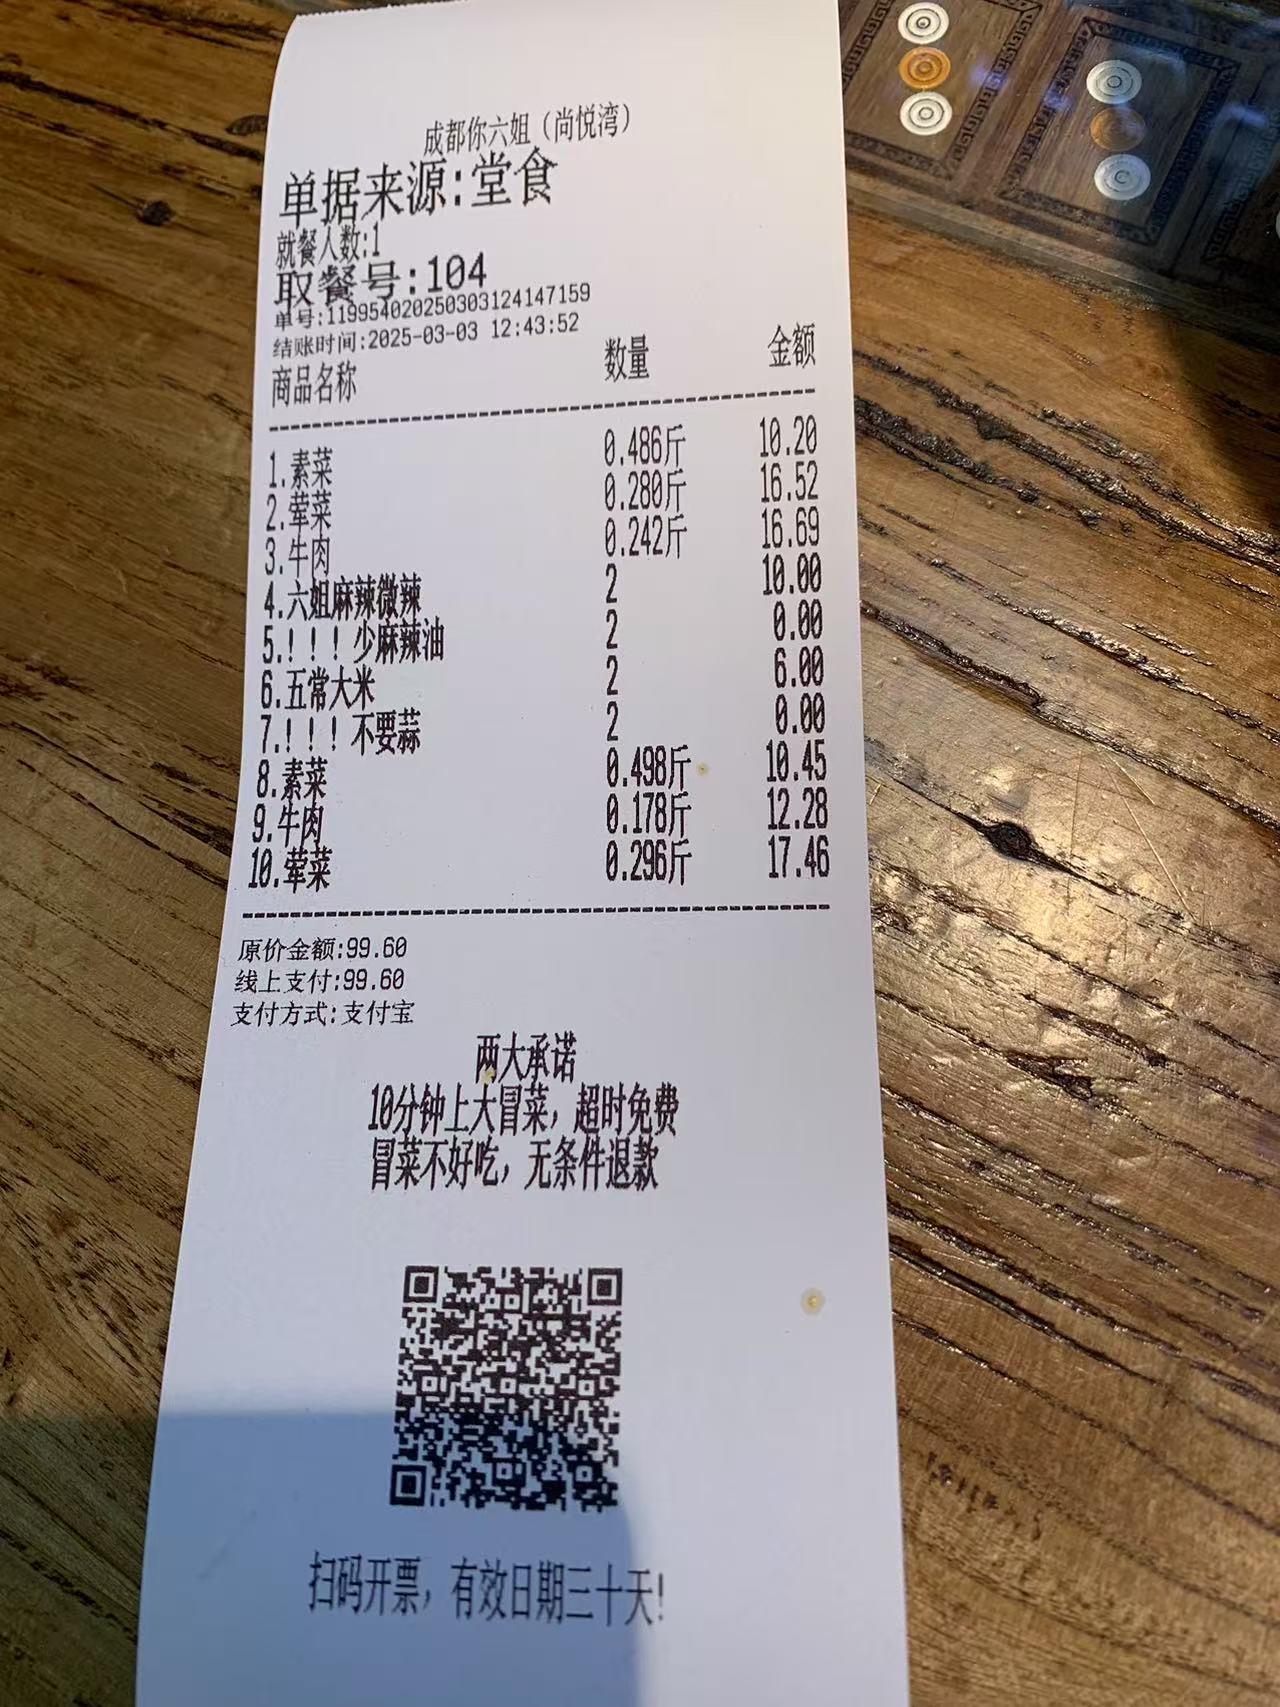 成都你六姐（尚悦湾）
单据来源:堂食
就餐人数:1
取餐号:104
单号:119954020250303124147159
结账时间:2025-03-03 12:43:52
商品名称 数量 金额
1.素菜 0.486斤 10.20
2.荤菜 0.280斤 16.52
3.牛肉 0.242斤 16.69
4.六姐麻辣微辣 2 10.00
5.!!!少麻辣油 2 0.00
6.五常大米 2 6.00
7.!!!不要蒜 2 0.00
8.素菜 0.498斤 10.45
9.牛肉 0.178斤 12.28
10.荤菜 0.296斤 17.46
原价金额:99.60
线上支付:99.60
支付方式:支付宝
两大承诺
10分钟上大冒菜，超时免费
冒菜不好吃，无条件退款
扫码开票，有效日期三十天!